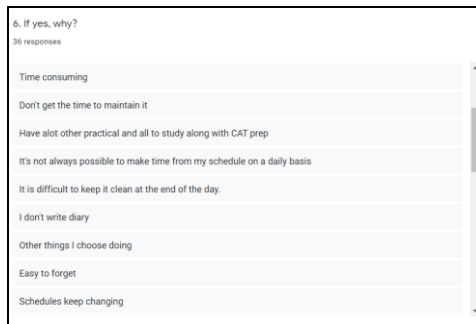 6. If yes, why?
36 responses
Time consuming
Don't get the time to maintain it
Have alot other practical and all to study along with CAT prep
It's not always possible to make time from my schedule on a daily basis
It is difficult to keep it clean at the end of the day.
I don't write diary
Other things I choose doing
Easy to forget
Schedules keep changing